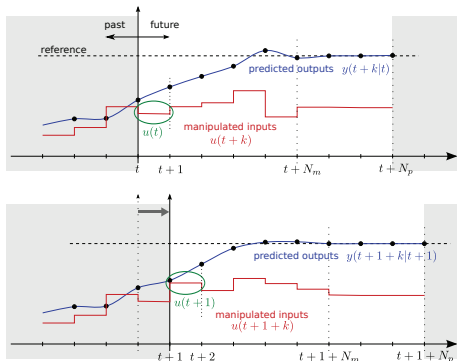 past future
reference
predicted outputs y(t + k|t)
manipulated inputs
u(t)
u(t + k)
t t + 1 t + N_m t + N_p
predicted outputs y(t + 1 + k|t + 1)
u(t + 1)
manipulated inputs
u(t + 1 + k)
t + 1 t + 2 t + 1 + N_m t + 1 + N_p